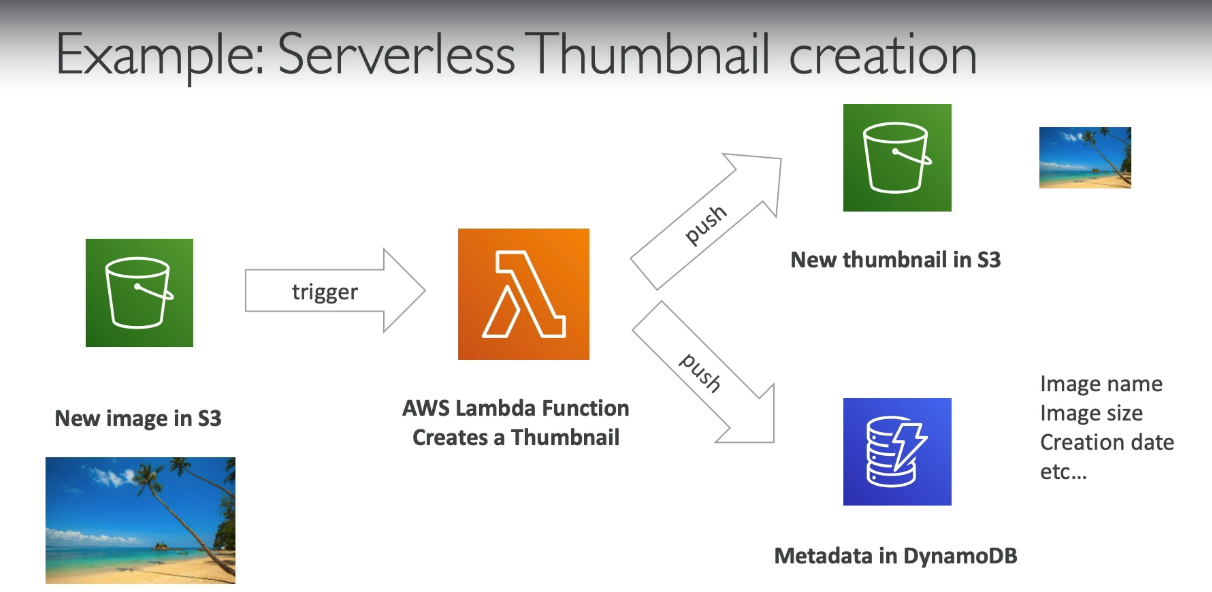 Example: Serverless Thumbnail creation
New image in S3
trigger
AWS Lambda Function
Creates a Thumbnail
push
New thumbnail in S3
push
Image name
Image size
Creation date
etc...
Metadata in DynamoDB